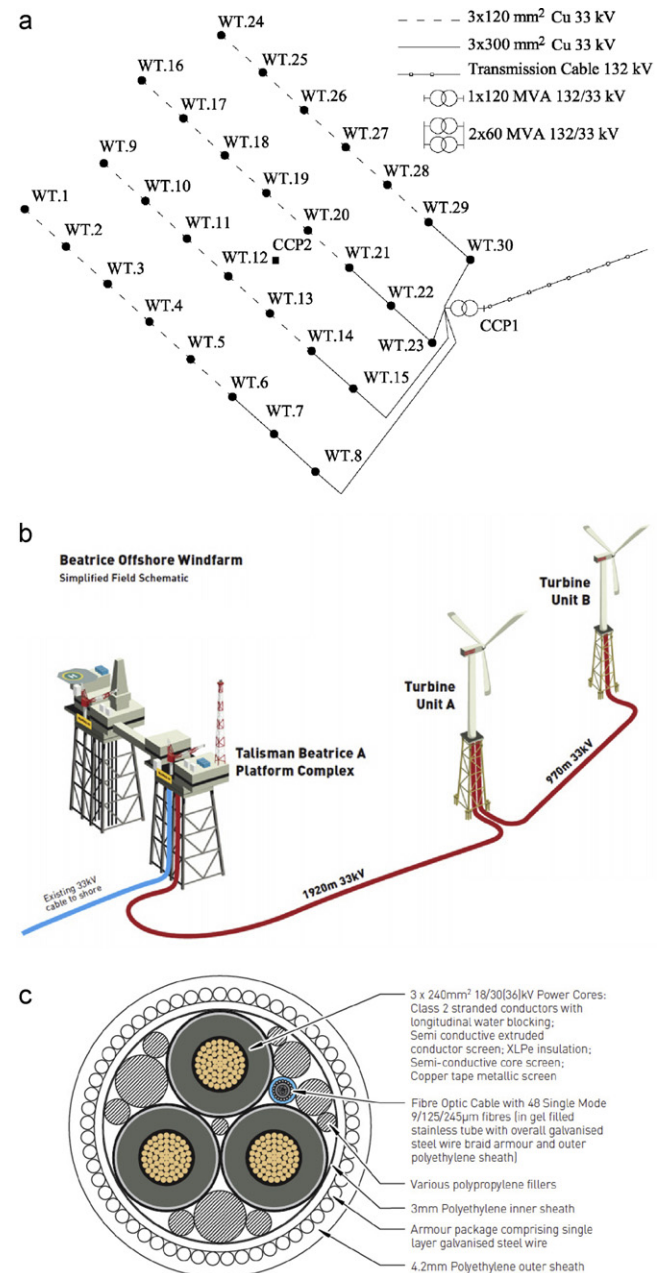 a
3x120 mm² Cu 33 kV
3x300 mm² Cu 33 kV
Transmission Cable 132 kV
1x120 MVA 132/33 kV
2x60 MVA 132/33 kV
WT.24
WT.25
WT.26
WT.27
WT.28
WT.29
WT.30
WT.16
WT.17
WT.18
WT.19
WT.20
WT.21
WT.22
WT.23
WT.9
WT.10
WT.11
WT.12
CCP2
WT.13
WT.14
WT.15
WT.1
WT.2
WT.3
WT.4
WT.5
WT.6
WT.7
WT.8
CCP1
b
Beatrice Offshore Windfarm
Simplified Field Schematic
Turbine
Unit B
Turbine
Unit A
Talisman Beatrice A
Platform Complex
970m 33kV
1920m 33kV
Existing 33kV
cable to shore
c
3 x 240mm² 18/30(36)kV Power Cores:
Class 2 stranded conductors with
longitudinal water blocking;
Semi conductive extruded
conductor screen; XLPe insulation;
Semi-conductive core screen;
Copper tape metallic screen
Fibre Optic Cable with 48 Single Mode
9/125/245µm fibres (in gel filled
stainless tube with overall galvanised
steel wire braid armour and outer
polyethylene sheath)
Various polypropylene fillers
3mm Polyethylene inner sheath
Armour package comprising single
layer galvanised steel wire
4.2mm Polyethylene outer sheath